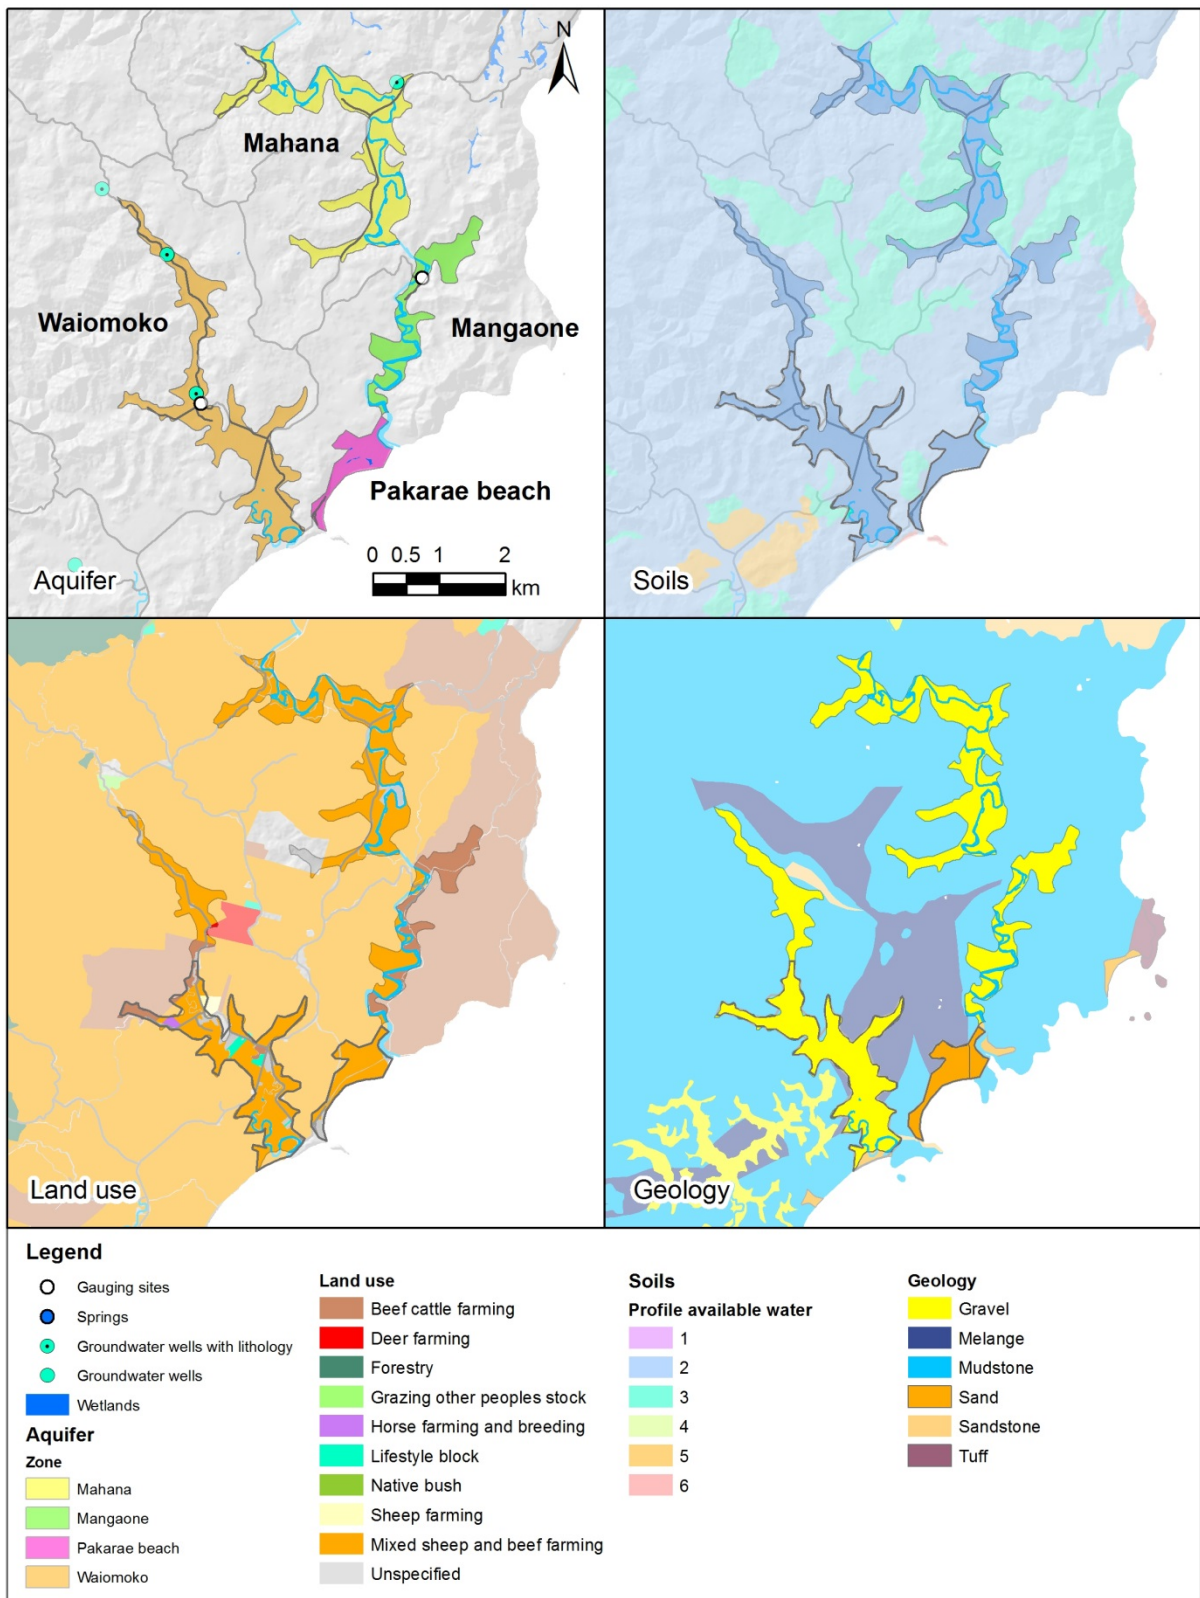 N
Mahana
Waiomoko
Mangaone
Pakarae beach
0 0.5 1 2
km
Aquifer
Soils
Land use
Geology
Legend
Gauging sites
Springs
Groundwater wells with lithology
Groundwater wells
Wetlands
Aquifer
Zone
Mahana
Mangaone
Pakarae beach
Waiomoko
Land use
Beef cattle farming
Deer farming
Forestry
Grazing other peoples stock
Horse farming and breeding
Lifestyle block
Native bush
Sheep farming
Mixed sheep and beef farming
Unspecified
Soils
Profile available water
1
2
3
4
5
6
Geology
Gravel
Melange
Mudstone
Sand
Sandstone
Tuff